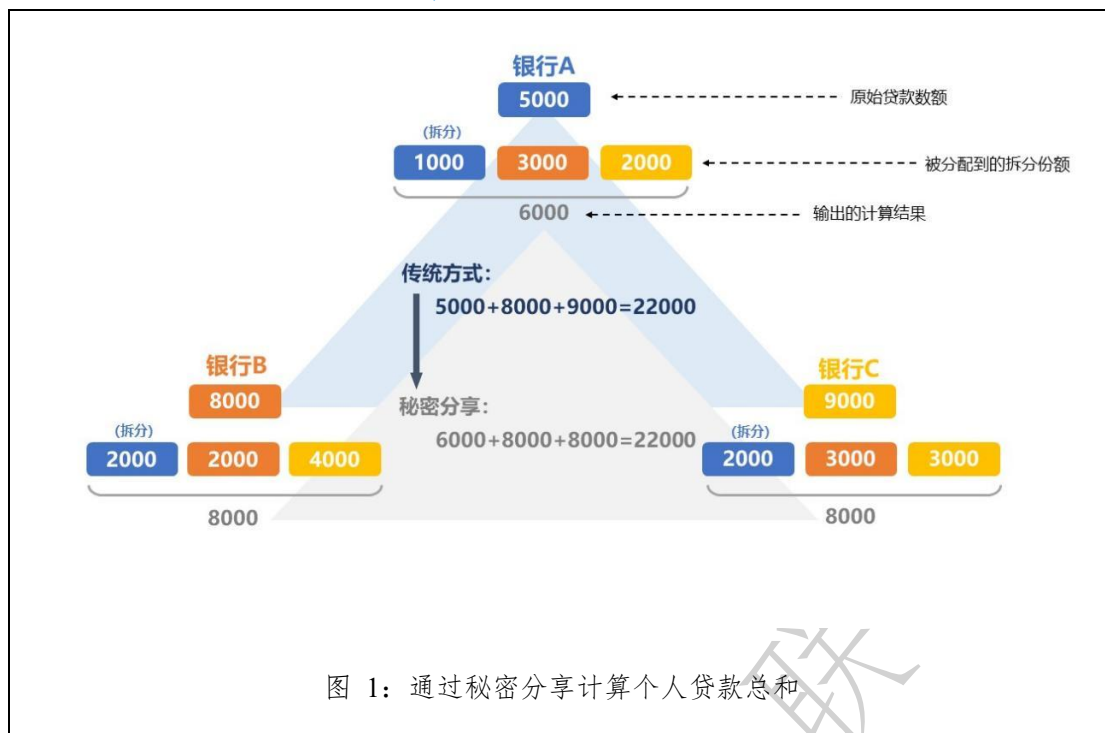 银行A
5000
原始贷款数额
(拆分)
1000 3000 2000
被分配到的拆分份额
6000
输出的计算结果
传统方式：
5000+8000+9000=22000
银行B
8000
银行C
9000
秘密分享：
6000+8000+8000=22000
(拆分)
2000 2000 4000
8000
(拆分)
2000 3000 3000
8000
图 1：通过秘密分享计算个人贷款总和
联